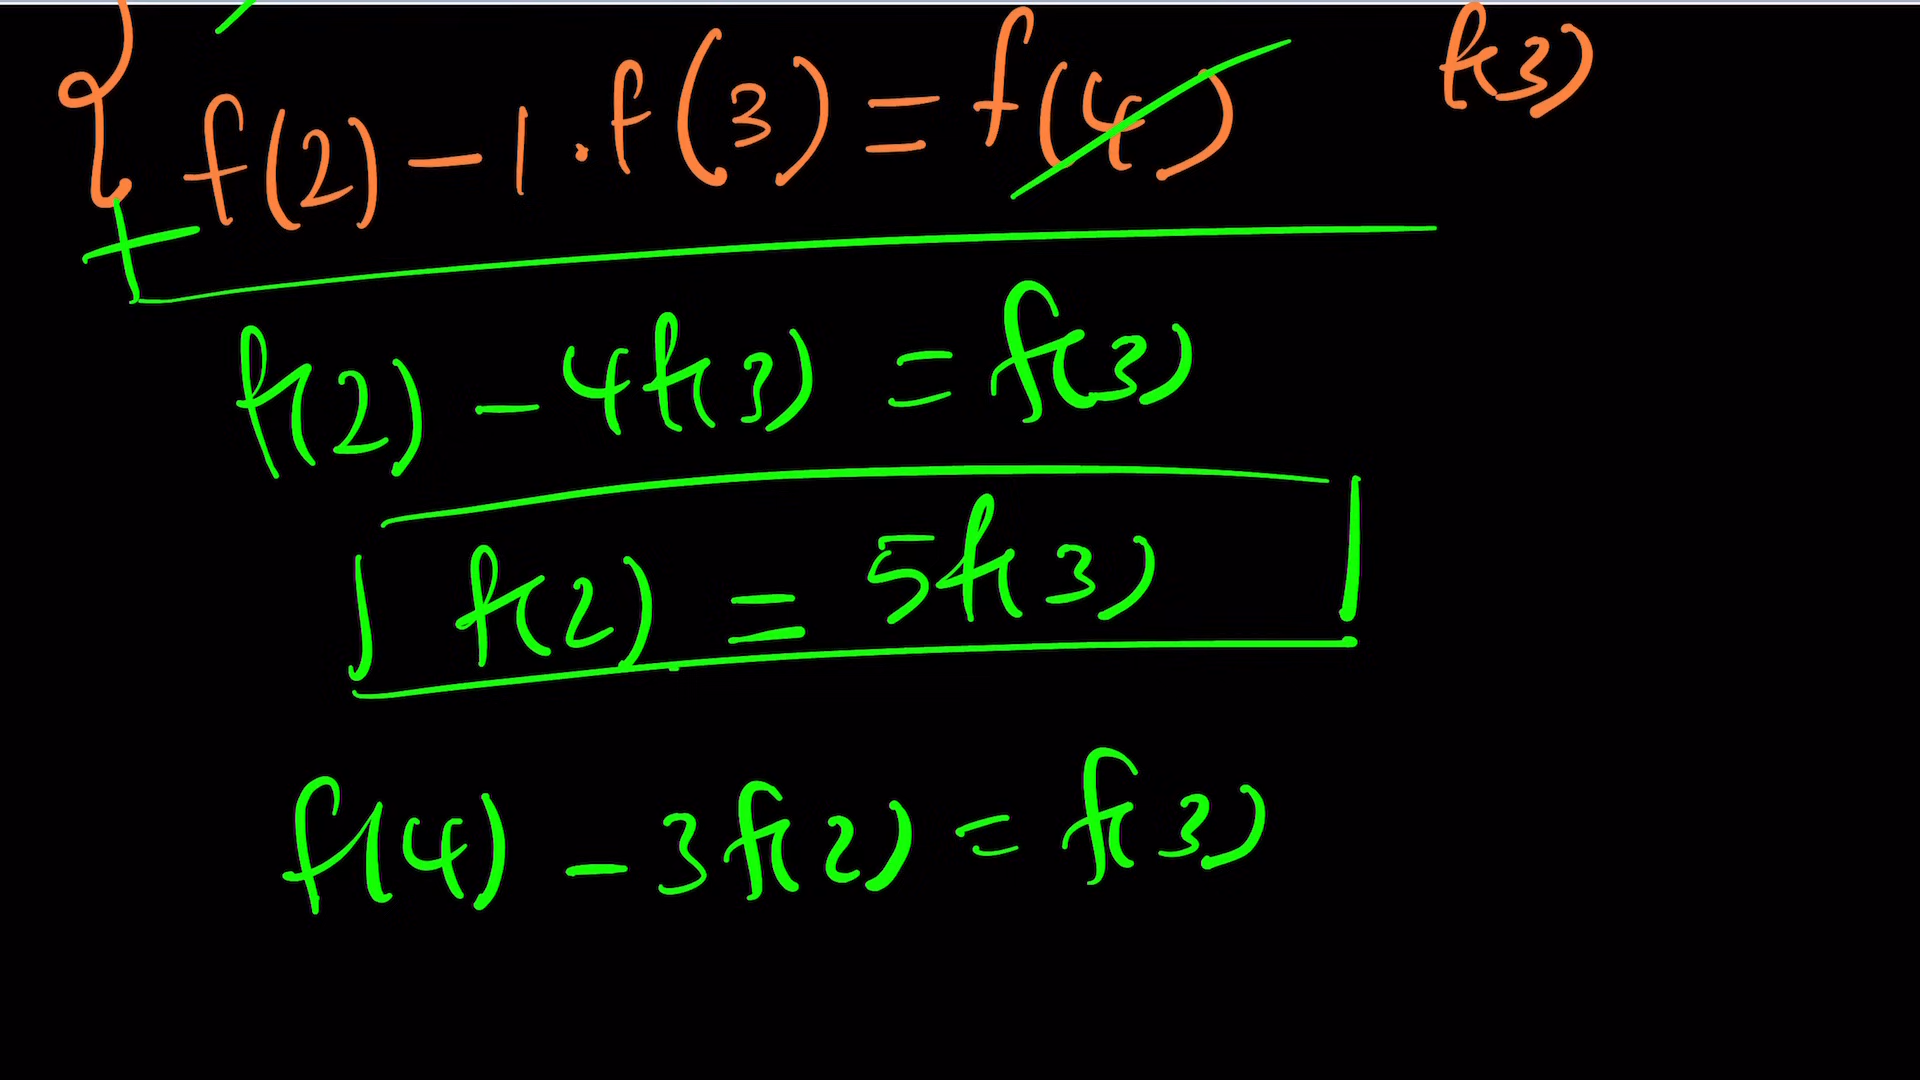 f(2) - 1 · f(3) = f(4) f(3)
f(2) - 4f(3) = f(3)
f(2) = 5f(3)
f(4) - 3f(2) = f(3)